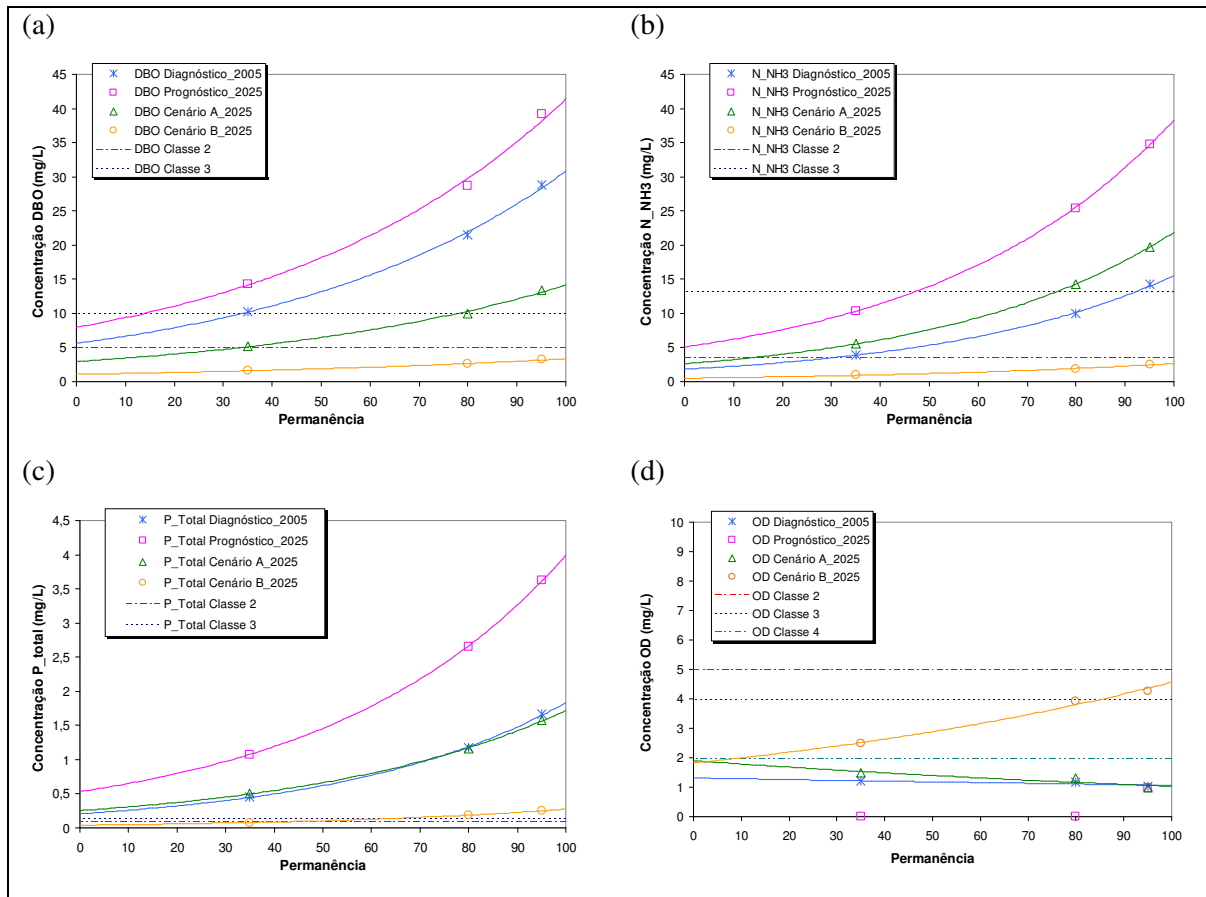 (a)
DBO Diagnóstico_2005
DBO Prognóstico_2025
DBO Cenário A_2025
DBO Cenário B_2025
DBO Classe 2
DBO Classe 3
Concentração DBO (mg/L)
45
40
35
30
25
20
15
10
5
0
0 10 20 30 40 50 60 70 80 90 100
Permanência
(b)
N_NH3 Diagnóstico_2005
N_NH3 Prognóstico_2025
N_NH3 Cenário A_2025
N_NH3 Cenário B_2025
N_NH3 Classe 2
N_NH3 Classe 3
Concentração N_NH3 (mg/L)
45
40
35
30
25
20
15
10
5
0
0 10 20 30 40 50 60 70 80 90 100
Permanência
(c)
P_Total Diagnóstico_2005
P_Total Prognóstico_2025
P_Total Cenário A_2025
P_Total Cenário B_2025
P_Total Classe 2
P_Total Classe 3
Concentração P_total (mg/L)
4,5
4
3,5
3
2,5
2
1,5
1
0,5
0
0 10 20 30 40 50 60 70 80 90 100
Permanência
(d)
OD Diagnóstico_2005
OD Prognóstico_2025
OD Cenário A_2025
OD Cenário B_2025
OD Classe 2
OD Classe 3
OD Classe 4
Concentração OD (mg/L)
10
9
8
7
6
5
4
3
2
1
0
0 10 20 30 40 50 60 70 80 90 100
Permanência